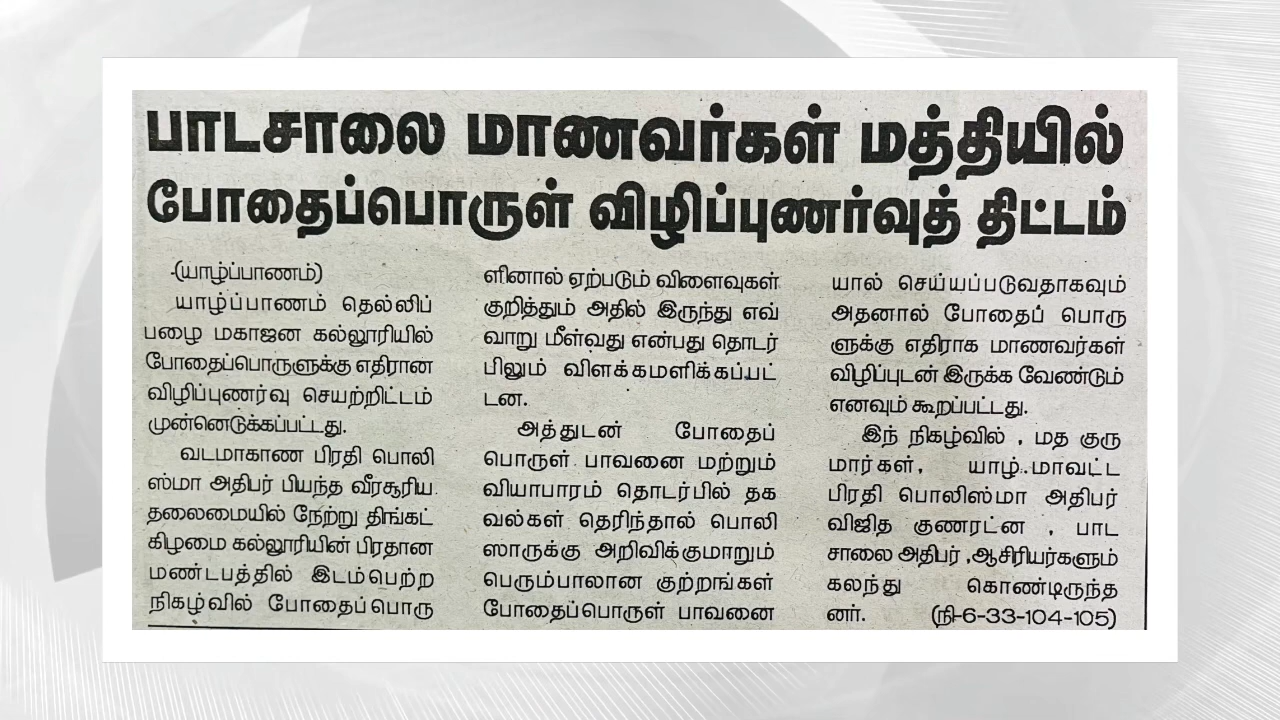 பாடசாலை மாணவர்கள் மத்தியில்
போதைப்பொருள் விழிப்புணர்வுத் திட்டம்
-(யாழ்ப்பாணம்)
யாழ்ப்பாணம் தெல்லிப்
பழை மகாஜன கல்லூரியில்
போதைப்பொருளுக்கு எதிரான
விழிப்புணர்வு செயற்றிட்டம்
முன்னெடுக்கப்பட்டது.
வடமாகாண பிரதி பொலி
ஸ்மா அதிபர் பியந்த வீரசூரிய
தலைமையில் நேற்று திங்கட்
கிழமை கல்லூரியின் பிரதான
மண்டபத்தில் இடம்பெற்ற
நிகழ்வில் போதைப்பொரு
ளினால் ஏற்படும் விளைவுகள்
குறித்தும் அதில் இருந்து எவ்
வாறு மீள்வது என்பது தொடர்
பிலும் விளக்கமளிக்கப்பட்
டன.
அத்துடன் போதைப்
பொருள் பாவனை மற்றும்
வியாபாரம் தொடர்பில் தக
வல்கள் தெரிந்தால் பொலி
ஸாருக்கு அறிவிக்குமாறும்
பெரும்பாலான குற்றங்கள்
போதைப்பொருள் பாவனை
யால் செய்யப்படுவதாகவும்
அதனால் போதைப் பொரு
ளுக்கு எதிராக மாணவர்கள்
விழிப்புடன் இருக்க வேண்டும்
எனவும் கூறப்பட்டது.
இந் நிகழ்வில் , மத குரு
மார்கள், யாழ்.மாவட்ட
பிரதி பொலிஸ்மா அதிபர்
விஜித குணரட்ன , பாட
சாலை அதிபர் ,ஆசிரியர்களும்
கலந்து கொண்டிருந்த
னர். (நி-6-33-104-105)